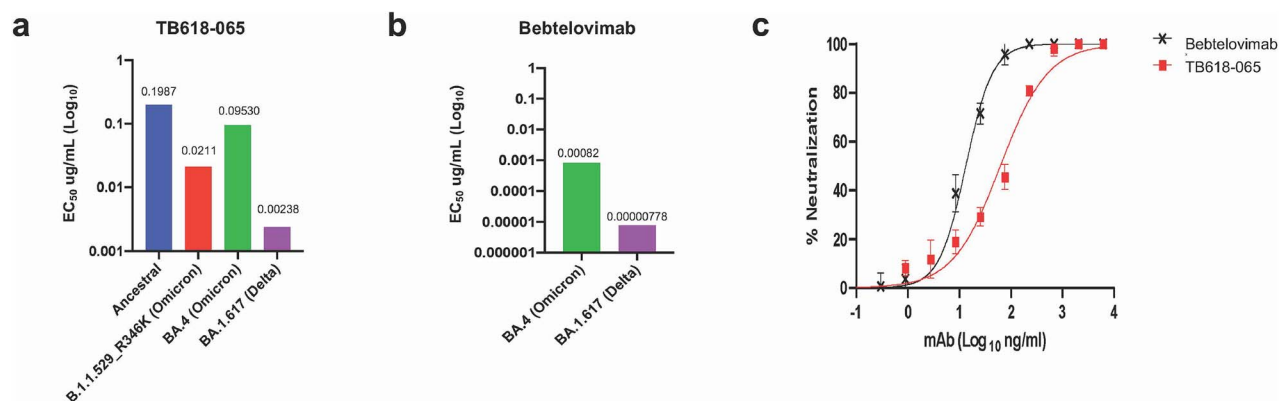 a
TB618-065
EC50 ug/mL (Log10)
1
0.1
0.01
0.001
0.1987
0.0211
0.09530
0.00238
Ancestral
B.1.1.529_R346K (Omicron)
BA.4 (Omicron)
BA.1.617 (Delta)
b
Bebtelovimab
EC50 ug/mL (Log10)
1
0.1
0.01
0.001
0.0001
0.00001
0.000001
0.00082
0.00000778
BA.4 (Omicron)
BA.1.617 (Delta)
c
% Neutralization
100
80
60
40
20
0
-1
0
1
2
3
4
mAb (Log10 ng/ml)
Bebtelovimab
TB618-065